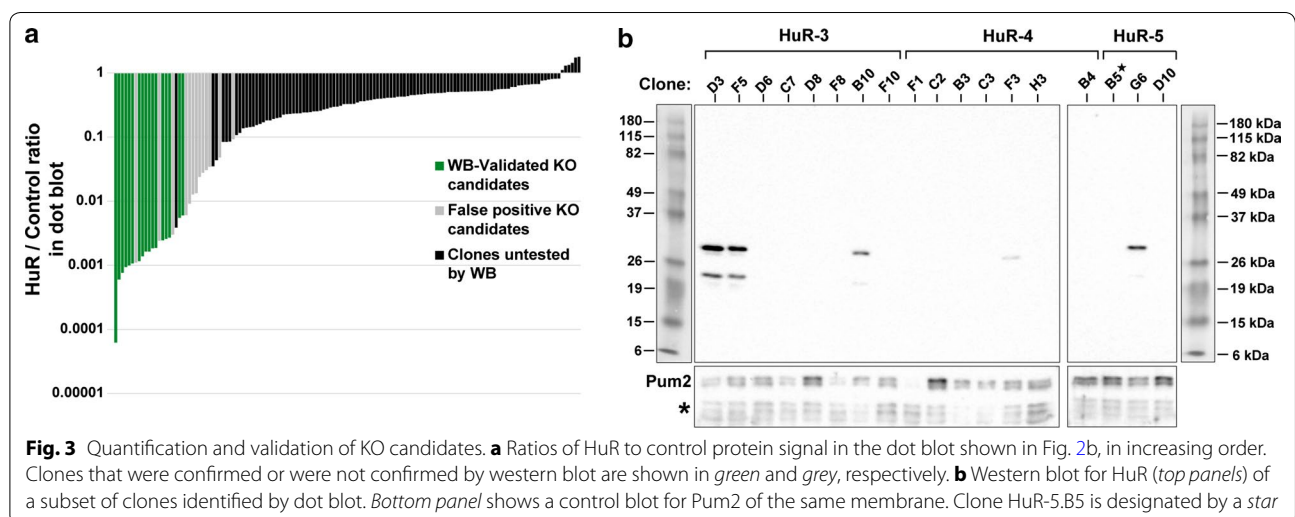 a
HuR / Control ratio
in dot blot
1
0.1
0.01
0.001
0.0001
0.00001
WB-Validated KO
candidates
False positive KO
candidates
Clones untested
by WB
b
HuR-3 HuR-4 HuR-5
Clone: D3 F5 D6 C7 D8 F8 B10 F10 F1 C2 B3 C3 F3 H3 B4 B5★ G6 D10
180 180 kDa
115 115 kDa
82 82 kDa
49 49 kDa
37 37 kDa
26 26 kDa
19 19 kDa
15 15 kDa
6 6 kDa
Pum2
*
Fig. 3 Quantification and validation of KO candidates. a Ratios of HuR to control protein signal in the dot blot shown in Fig. 2b, in increasing order.
Clones that were confirmed or were not confirmed by western blot are shown in green and grey, respectively. b Western blot for HuR (top panels) of
a subset of clones identified by dot blot. Bottom panel shows a control blot for Pum2 of the same membrane. Clone HuR-5.B5 is designated by a star